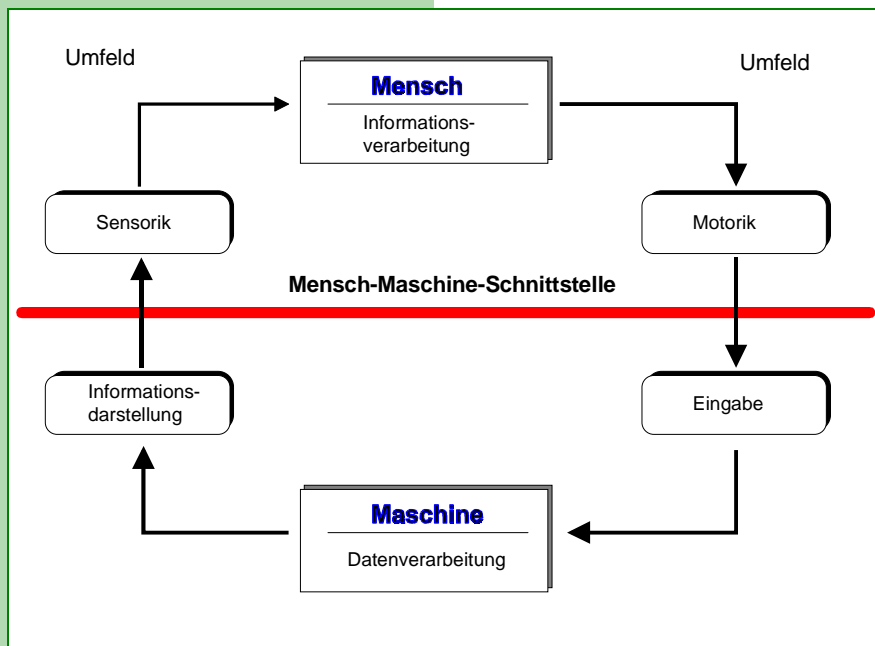 Umfeld
Umfeld
Mensch
Informations-
verarbeitung
Sensorik
Motorik
Mensch-Maschine-Schnittstelle
Informations-
darstellung
Eingabe
Maschine
Datenverarbeitung